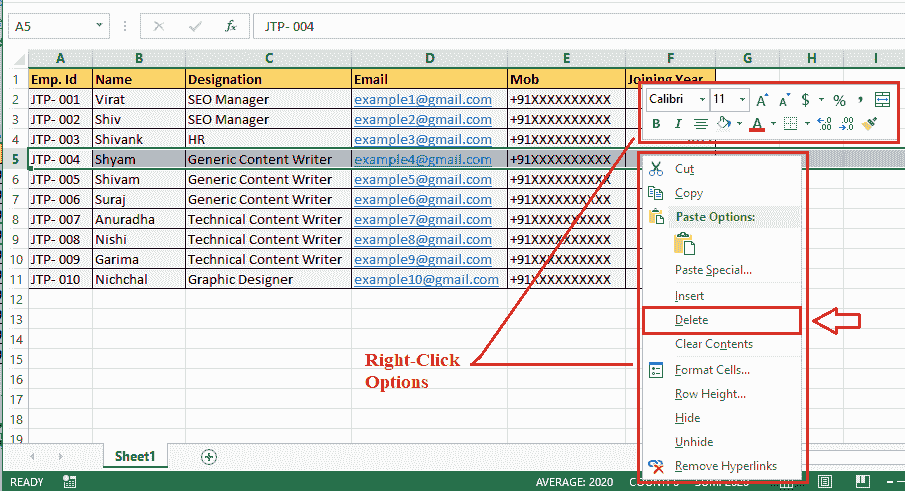 A5 fx JTP- 004
A B C D E F G H I
1 Emp. Id Name Designation Email Mob Joining Year
Calibri 11 A A $ % ,
2 JTP- 001 Virat SEO Manager example1@gmail.com +91XXXXXXXXXX
B I A .00 .00
3 JTP- 002 Shiv SEO Manager example2@gmail.com +91XXXXXXXXXX
4 JTP- 003 Shivank HR example3@gmail.com +91XXXXXXXXXX
5 JTP- 004 Shyam Generic Content Writer example4@gmail.com +91XXXXXXXXXX
6 JTP- 005 Shivam Generic Content Writer example5@gmail.com +91XXXXXXXXXX
7 JTP- 006 Suraj Generic Content Writer example6@gmail.com +91XXXXXXXXXX
8 JTP- 007 Anuradha Technical Content Writer example7@gmail.com +91XXXXXXXXXX
9 JTP- 008 Nishi Technical Content Writer example8@gmail.com +91XXXXXXXXXX
10 JTP- 009 Garima Technical Content Writer example9@gmail.com +91XXXXXXXXXX
11 JTP- 010 Nichchal Graphic Designer example10@gmail.com +91XXXXXXXXXX
12
13
14
15
16
17
18
19
Cut
Copy
Paste Options:
Paste Special...
Insert
Delete
Clear Contents
Format Cells...
Row Height...
Hide
Unhide
Remove Hyperlinks
Right-Click
Options
Sheet1
READY AVERAGE: 2020